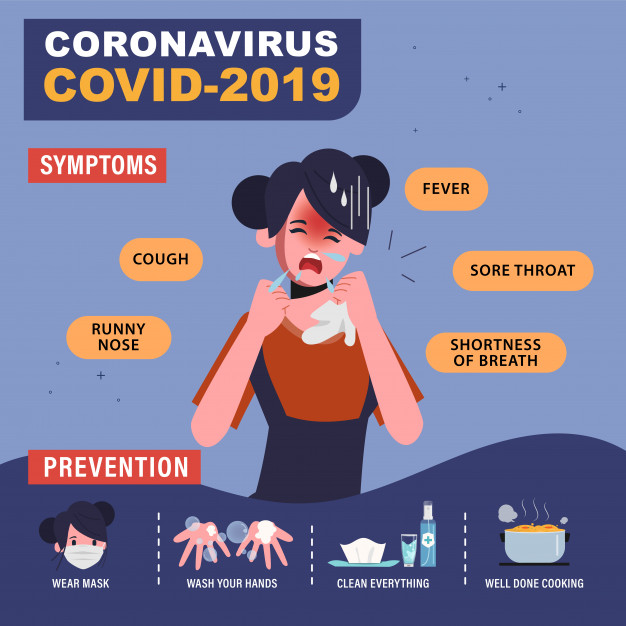 CORONAVIRUS
COVID-2019
SYMPTOMS
FEVER
COUGH
SORE THROAT
RUNNY
NOSE
SHORTNESS
OF BREATH
PREVENTION
WEAR MASK
WASH YOUR HANDS
CLEAN EVERYTHING
WELL DONE COOKING